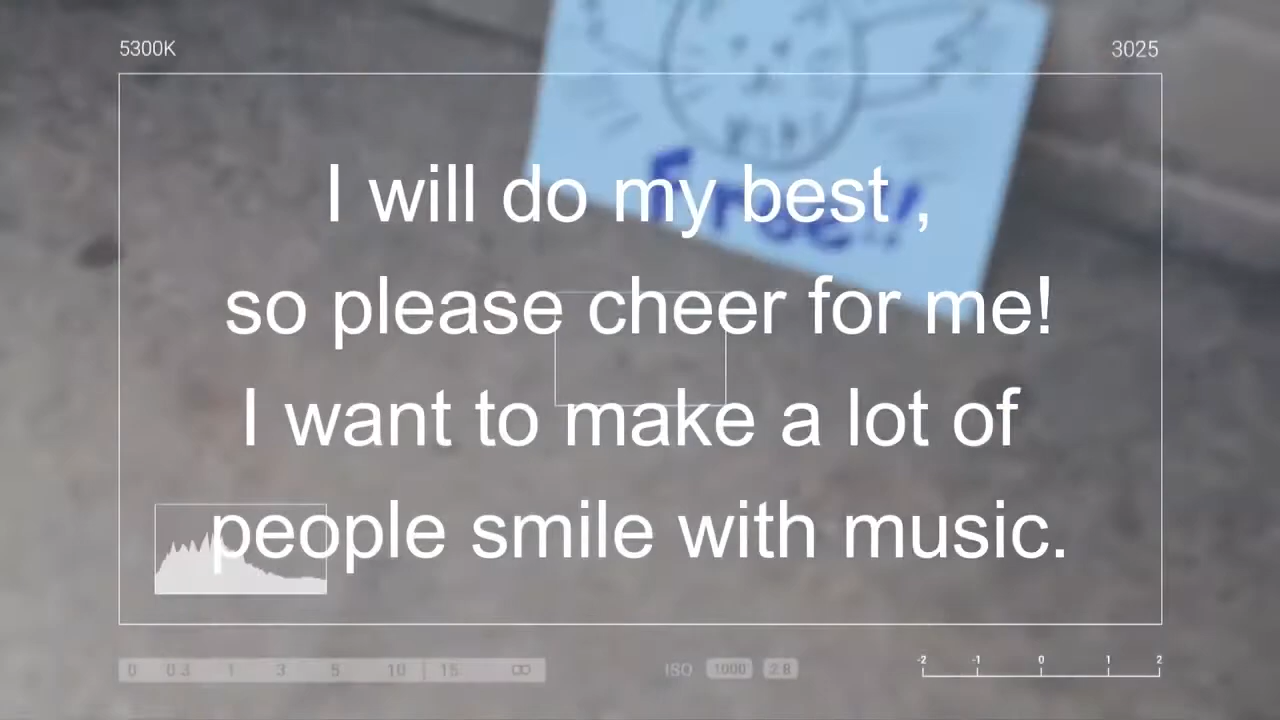 5300K 3025
I will do my best ,
so please cheer for me!
I want to make a lot of
people smile with music.
0 0.3 1 3 5 10 15 ∞ ISO 1000 2.8 -2 -1 0 1 2